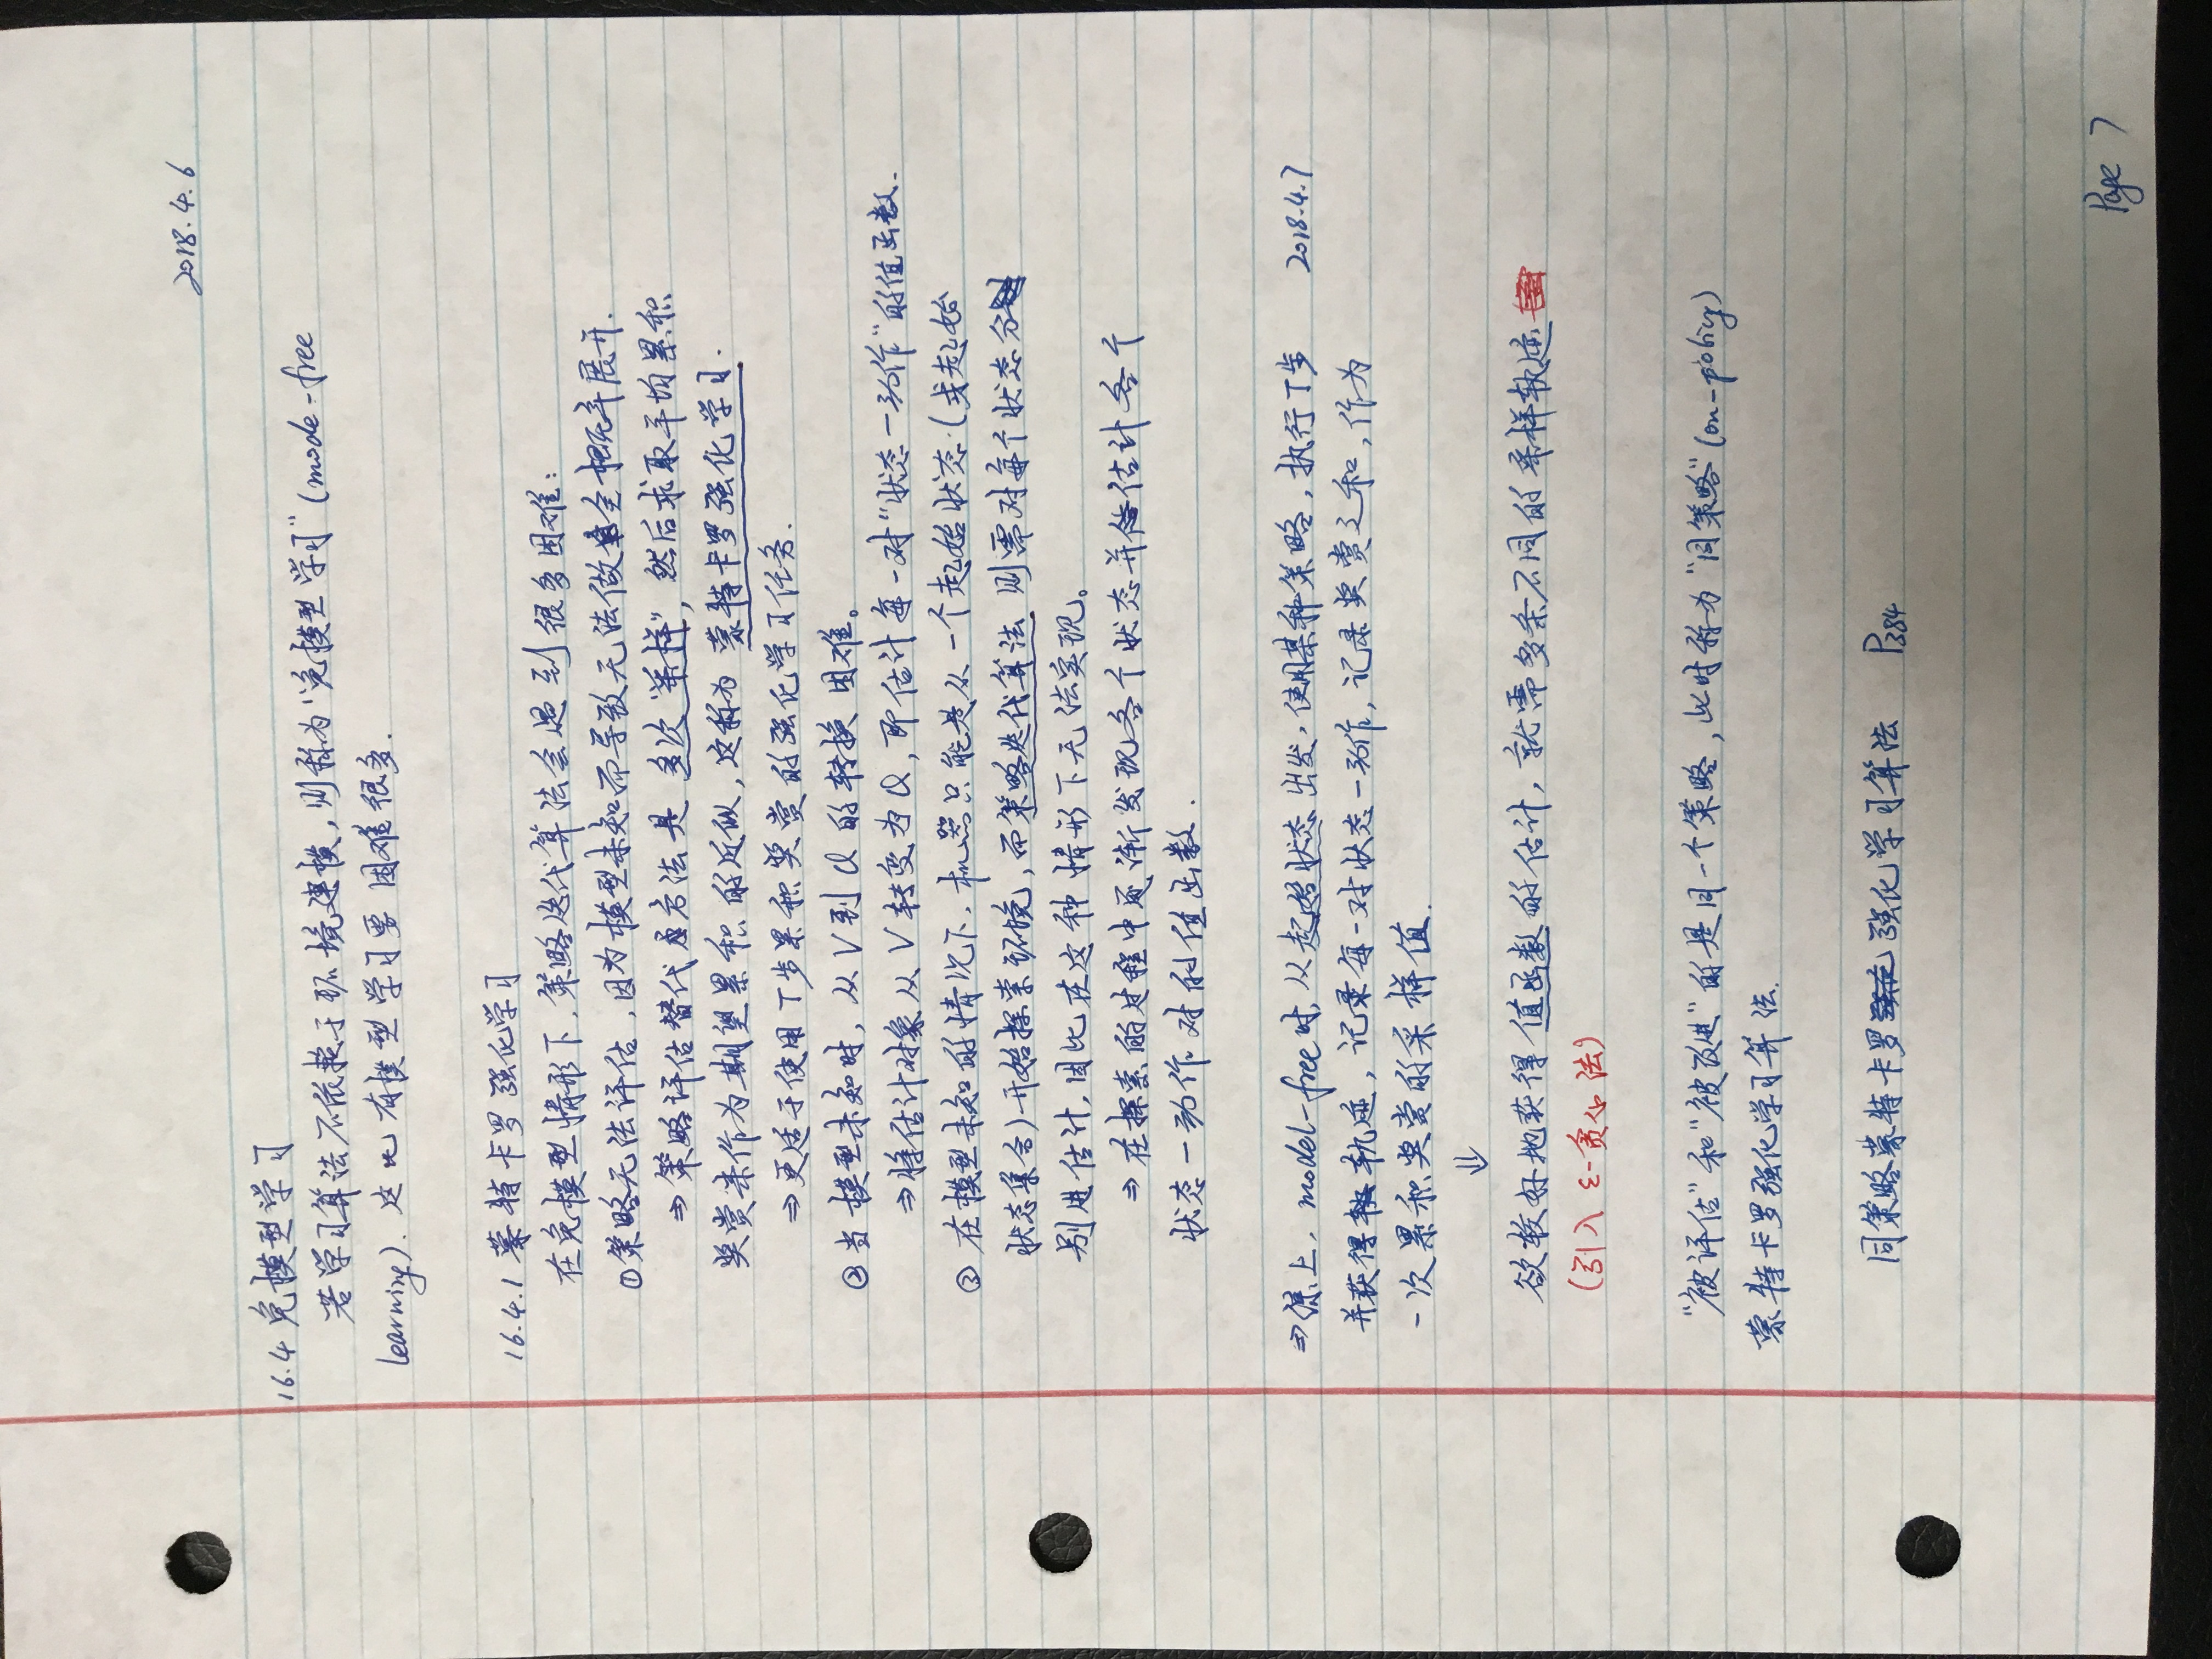 2018.4.6
16.4 免模型学习
若学习算法不依赖于环境建模,则称为"免模型学习"(mode-free
learning). 这比有模型学习要困难很多.
16.4.1 蒙特卡罗强化学习
在免模型情形下,策略迭代算法会遇到很多困难:
①策略无法评估,因为模型未知而导致无法做全概率展开.
⇒策略评估替代方法是多次"采样",然后求取平均累积
奖赏来作为期望累积的近似,这称为蒙特卡罗强化学习.
⇒更适于使用T步累积奖赏的强化学习任务.
②当模型未知时,从V到Q的转换困难。
⇒将估计对象从V转变为Q,即估计每一对"状态—动作"的值函数.
③在模型未知的情况下,机器只能是从一个起始状态(或起始
状态集合)开始探索环境,而策略迭代算法则需对每个状态分
别进估计,因此在这种情形下无法实现。
⇒在探索的过程中逐渐发现各个状态并估计各个
状态—动作对的值函数.
⇒综上, model-free时,从起始状态出发,使用某种策略,执行T步 2018.4.7
并获得轨迹,记录每一对状态—动作,记录奖赏之和,作为
一次累积奖赏的采样值.
⇓
欲较好地获得值函数的估计,就需多条不同的采样轨迹
(引入ε-贪心法)
"被评估"和"被改进"的是同一个策略,此时称为"同策略"(on-policy)
蒙特卡罗强化学习算法.
同策略蒙特卡罗强化学习算法 P384
Page 7